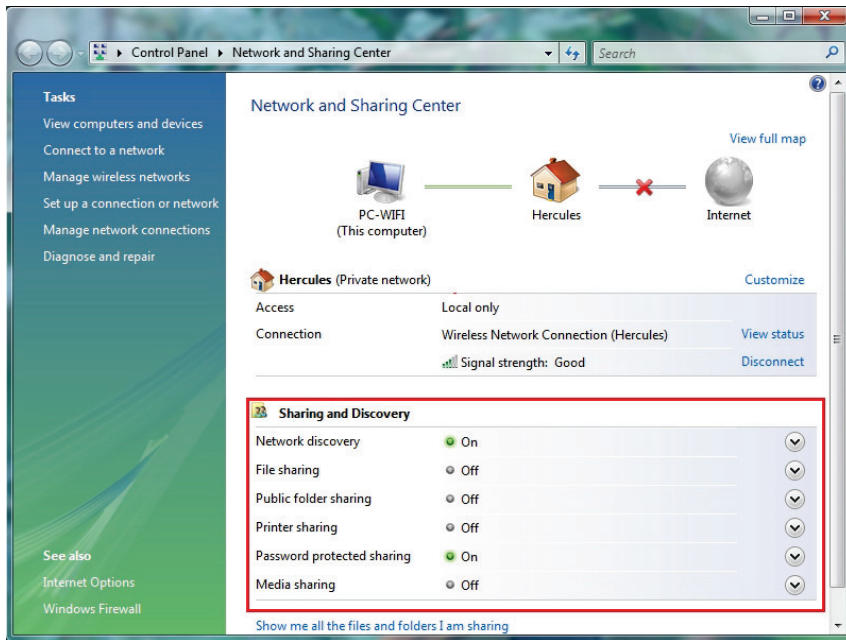 Control Panel ▸ Network and Sharing Center
Search
Tasks
View computers and devices
Connect to a network
Manage wireless networks
Set up a connection or network
Manage network connections
Diagnose and repair
See also
Internet Options
Windows Firewall
Network and Sharing Center
View full map
PC-WIFI
(This computer)
Hercules
Internet
Hercules (Private network)
Customize
Access Local only
Connection Wireless Network Connection (Hercules) View status
Signal strength: Good Disconnect
Sharing and Discovery
Network discovery On
File sharing Off
Public folder sharing Off
Printer sharing Off
Password protected sharing On
Media sharing Off
Show me all the files and folders I am sharing